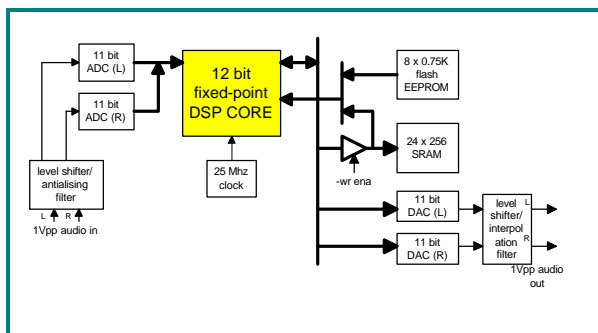 11 bit
ADC (L)
11 bit
ADC (R)
12 bit
fixed-point
DSP CORE
8 x 0.75K
flash
EEPROM
24 x 256
SRAM
25 Mhz
clock
-wr ena
level shifter/
antialising
filter
L R
1Vpp audio in
11 bit
DAC (L)
11 bit
DAC (R)
level
shifter/
interpol
ation
filter
L
R
1Vpp audio
out